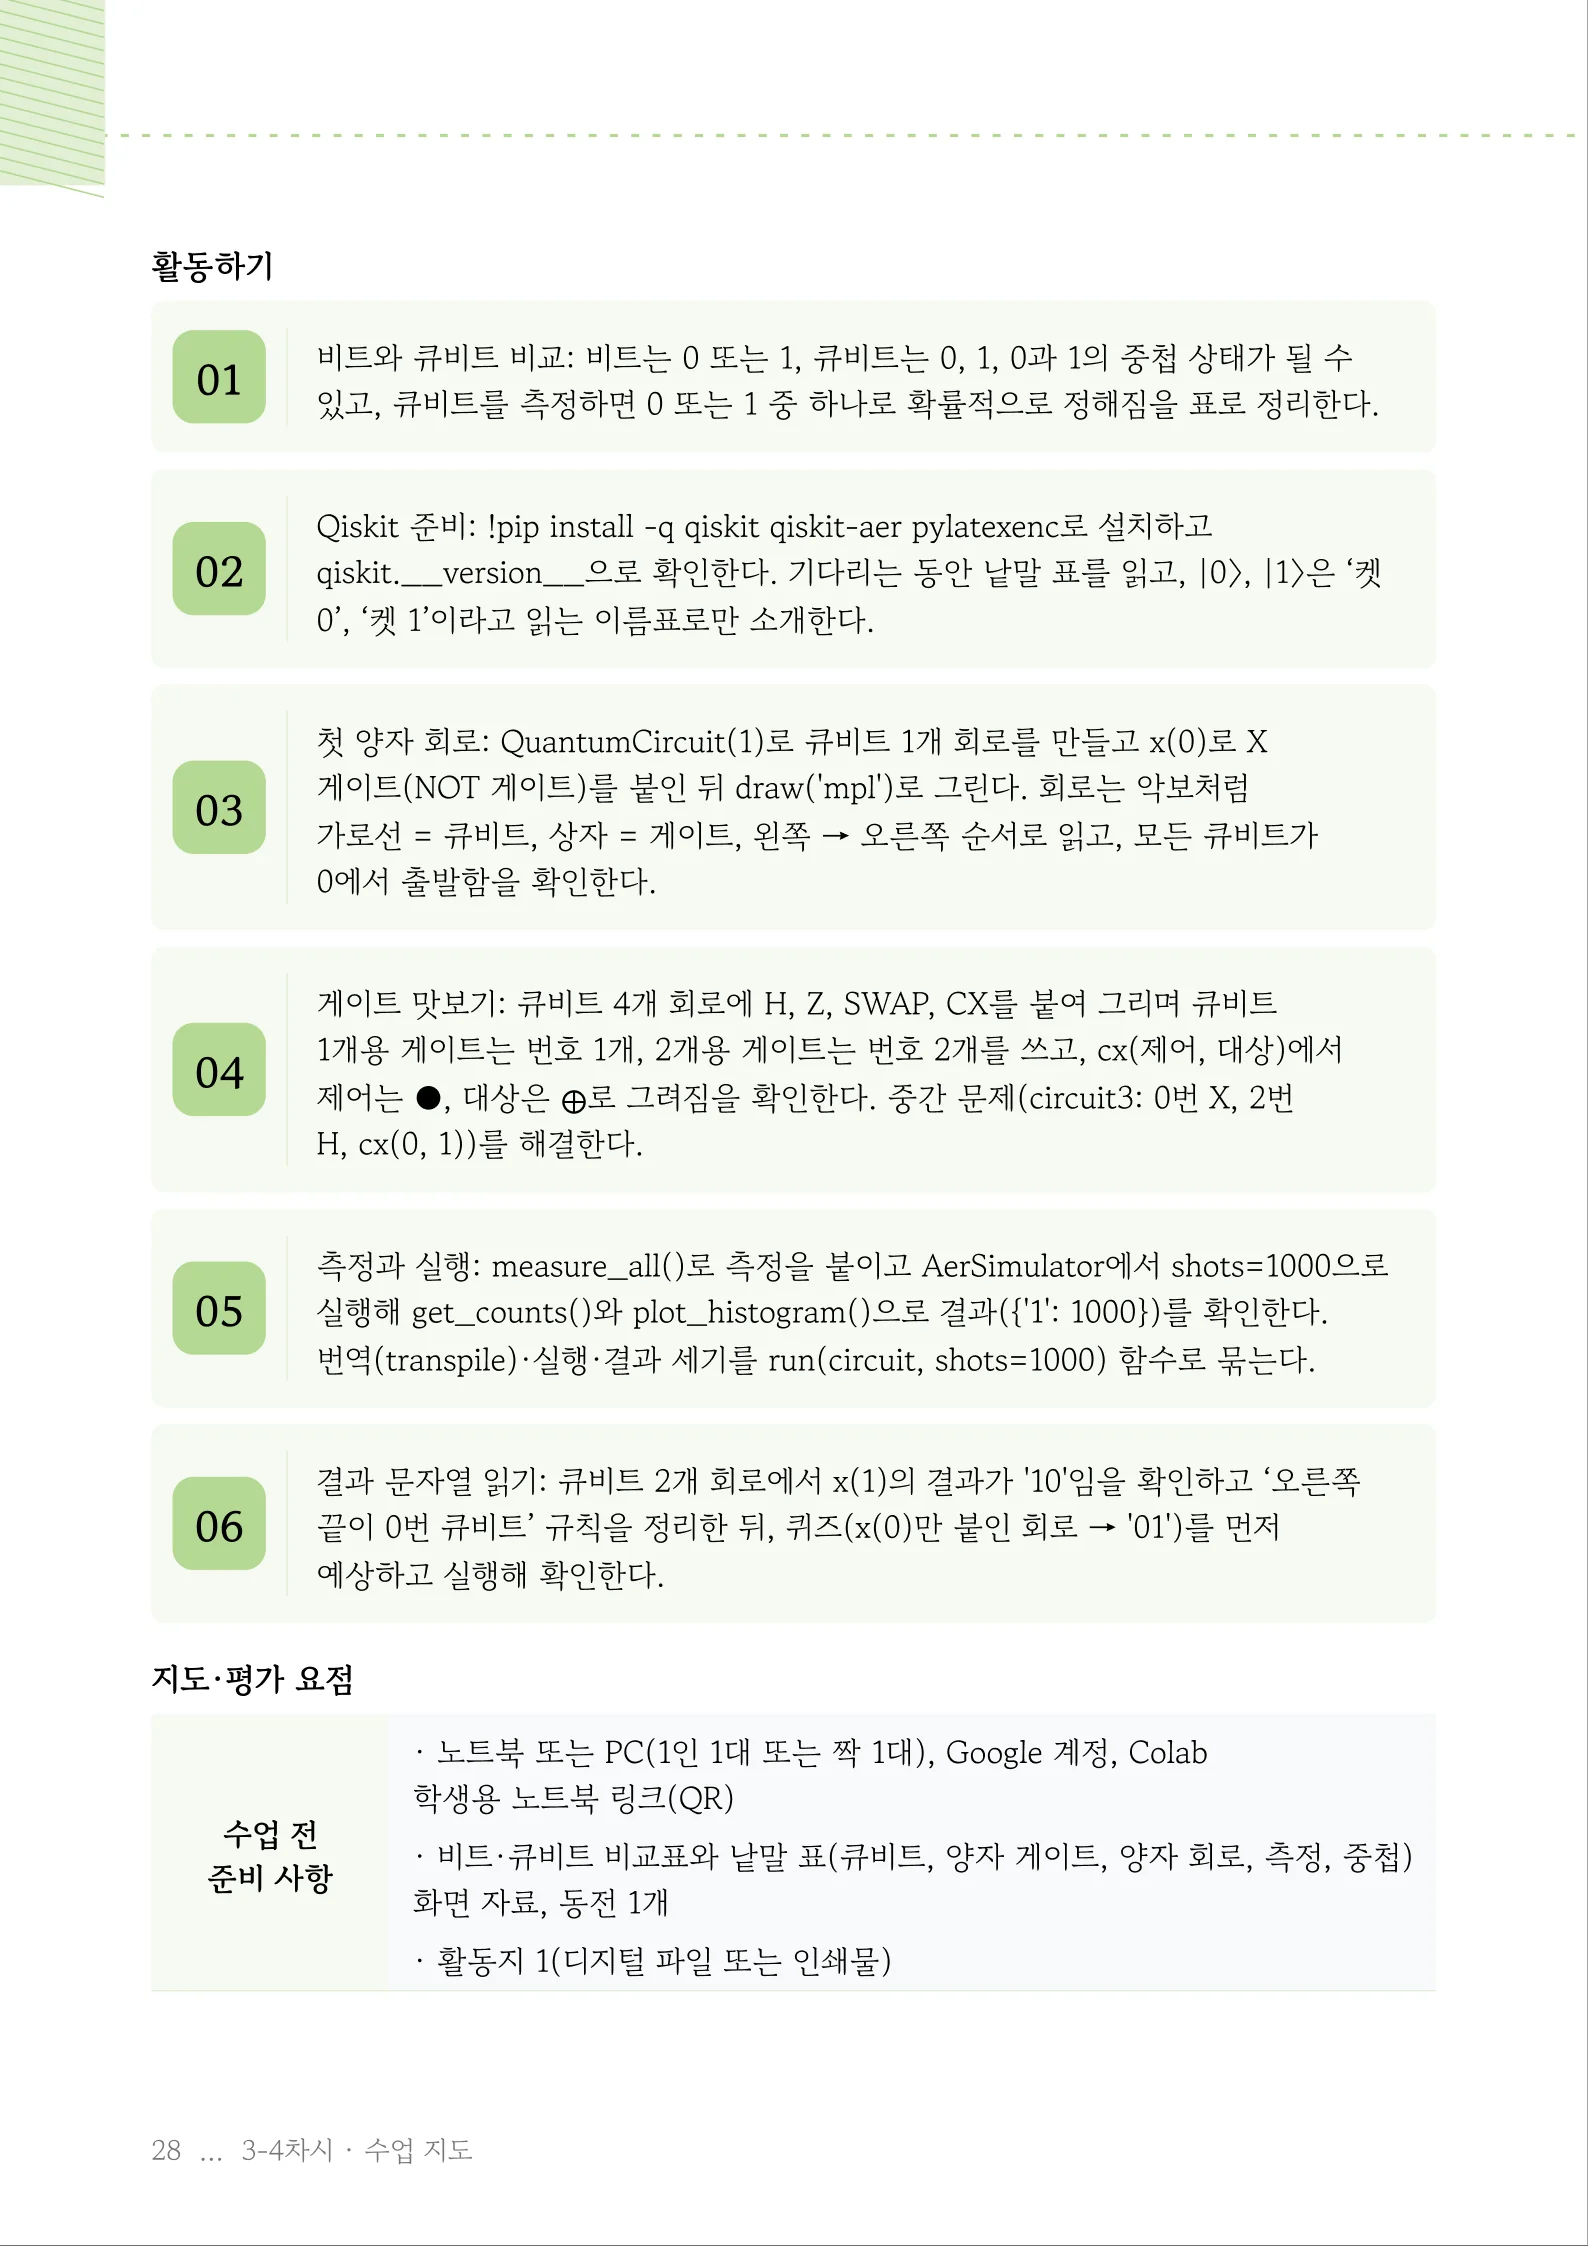 활동하기
01
비트와 큐비트 비교: 비트는 0 또는 1, 큐비트는 0, 1, 0과 1의 중첩 상태가 될 수
있고, 큐비트를 측정하면 0 또는 1 중 하나로 확률적으로 정해짐을 표로 정리한다.
02
Qiskit 준비: !pip install -q qiskit qiskit-aer pylatexenc로 설치하고
qiskit.__version__으로 확인한다. 기다리는 동안 낱말 표를 읽고, |0⟩, |1⟩은 ‘켓
0’, ‘켓 1’이라고 읽는 이름표로만 소개한다.
03
첫 양자 회로: QuantumCircuit(1)로 큐비트 1개 회로를 만들고 x(0)로 X
게이트(NOT 게이트)를 붙인 뒤 draw('mpl')로 그린다. 회로는 악보처럼
가로선 = 큐비트, 상자 = 게이트, 왼쪽 → 오른쪽 순서로 읽고, 모든 큐비트가
0에서 출발함을 확인한다.
04
게이트 맛보기: 큐비트 4개 회로에 H, Z, SWAP, CX를 붙여 그리며 큐비트
1개용 게이트는 번호 1개, 2개용 게이트는 번호 2개를 쓰고, cx(제어, 대상)에서
제어는 ●, 대상은 ⊕로 그려짐을 확인한다. 중간 문제(circuit3: 0번 X, 2번
H, cx(0, 1))를 해결한다.
05
측정과 실행: measure_all()로 측정을 붙이고 AerSimulator에서 shots=1000으로
실행해 get_counts()와 plot_histogram()으로 결과({'1': 1000})를 확인한다.
번역(transpile)·실행·결과 세기를 run(circuit, shots=1000) 함수로 묶는다.
06
결과 문자열 읽기: 큐비트 2개 회로에서 x(1)의 결과가 '10'임을 확인하고 ‘오른쪽
끝이 0번 큐비트’ 규칙을 정리한 뒤, 퀴즈(x(0)만 붙인 회로 → '01')를 먼저
예상하고 실행해 확인한다.
지도·평가 요점
수업 전
준비 사항
· 노트북 또는 PC(1인 1대 또는 짝 1대), Google 계정, Colab
학생용 노트북 링크(QR)
· 비트·큐비트 비교표와 낱말 표(큐비트, 양자 게이트, 양자 회로, 측정, 중첩)
화면 자료, 동전 1개
· 활동지 1(디지털 파일 또는 인쇄물)
28 ... 3-4차시 · 수업 지도